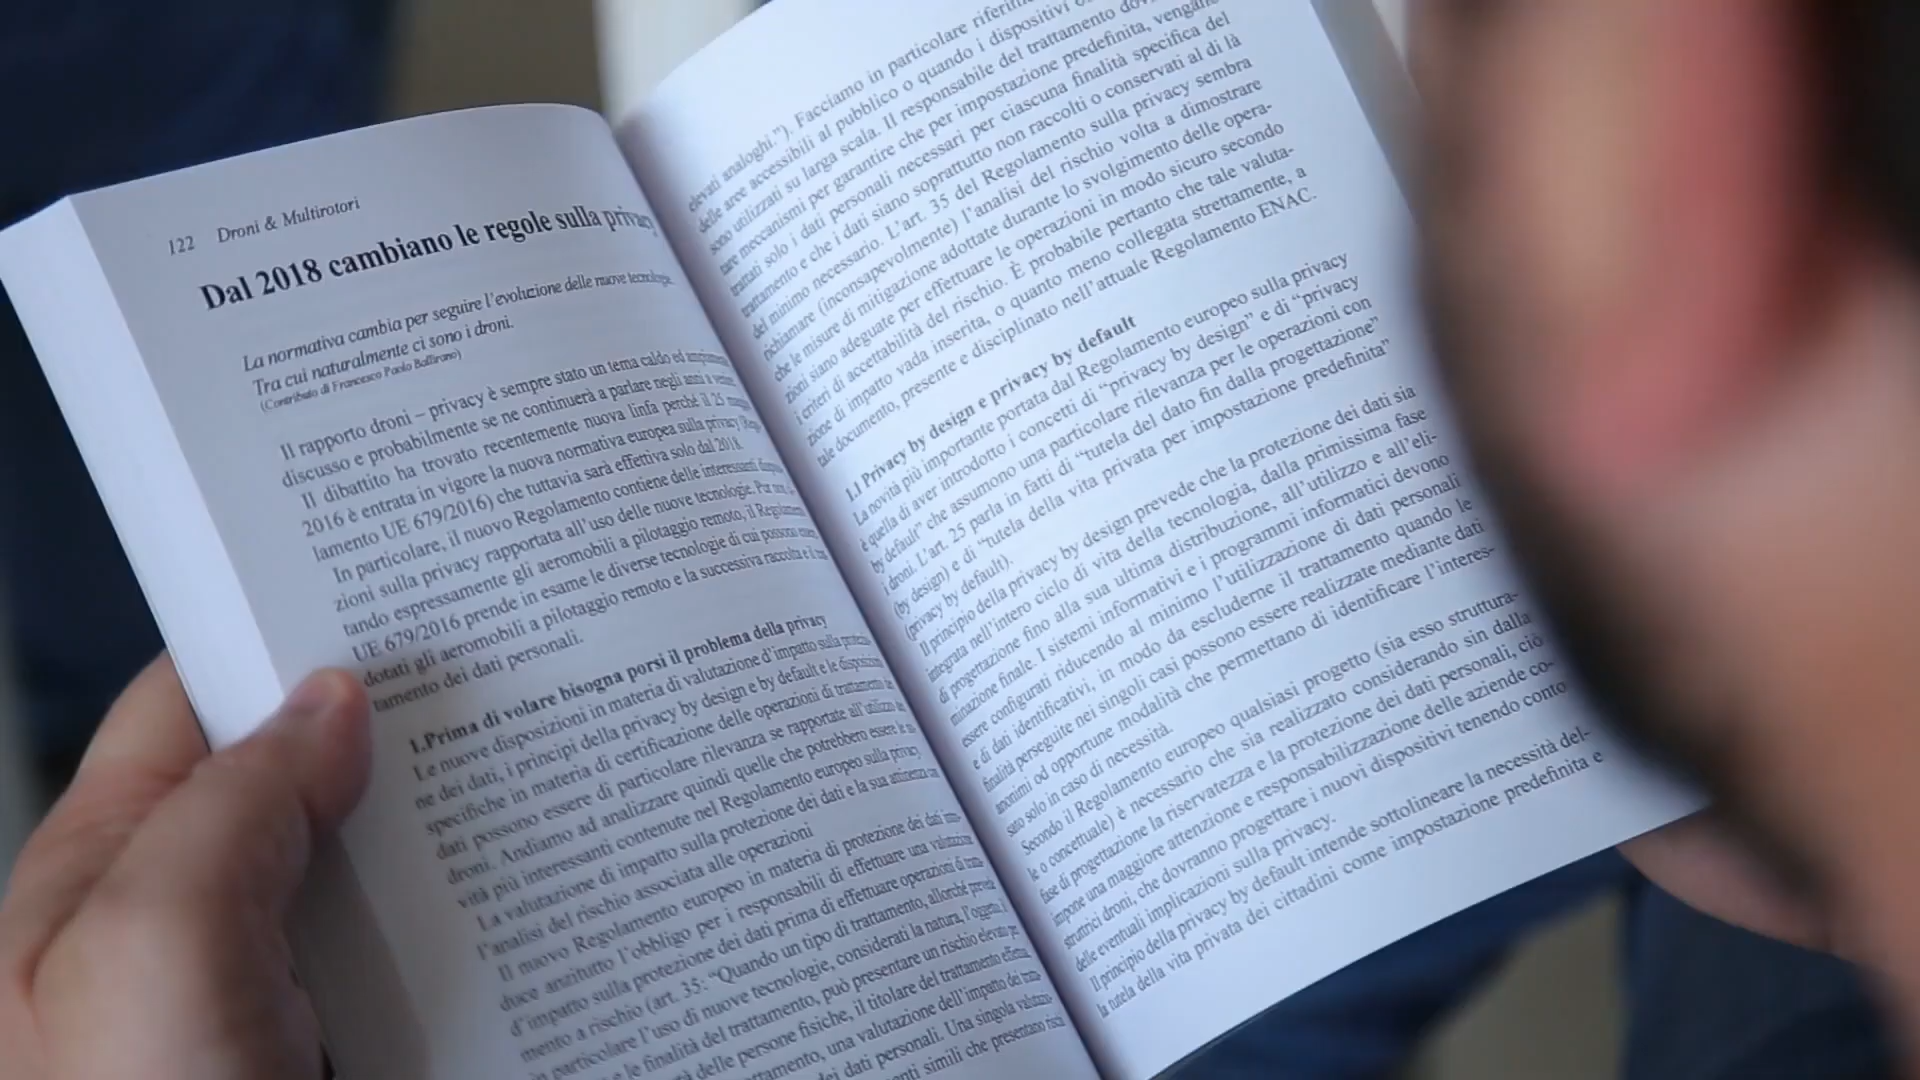 122 Droni & Multirotori
Dal 2018 cambiano le regole sulla privacy
La normativa cambia per seguire l'evoluzione delle nuove tecnologie.
Tra cui naturalmente ci sono i droni.
(Contributo di Francesco Paolo Ballirano)
Il rapporto droni – privacy è sempre stato un tema caldo ed
discusso e probabilmente se ne continuerà a parlare negli anni a
Il dibattito ha trovato recentemente nuova linfa perché il 25
2016 è entrata in vigore la nuova normativa europea sulla privacy (Rego-
lamento UE 679/2016) che tuttavia sarà effettiva solo dal 2018.
In particolare, il nuovo Regolamento contiene delle interessanti
zioni sulla privacy rapportata all'uso delle nuove tecnologie. Pur non
tando espressamente gli aeromobili a pilotaggio remoto, il Regolamento
UE 679/2016 prende in esame le diverse tecnologie di cui possono
dotati gli aeromobili a pilotaggio remoto e la successiva raccolta e il
tamento dei dati personali.
1.Prima di volare bisogna porsi il problema della privacy
Le nuove disposizioni in materia di valutazione d'impatto sulla
ne dei dati, i principi della privacy by design e by default e le disposizioni
specifiche in materia di certificazione delle operazioni di trattamento dei
dati possono essere di particolare rilevanza se rapportate all'utilizzo dei
droni. Andiamo ad analizzare quindi quelle che potrebbero essere le
vità più interessanti contenute nel Regolamento europeo sulla privacy.
La valutazione di impatto sulla protezione dei dati e la sua attinenza con
l'analisi del rischio associata alle operazioni
Il nuovo Regolamento europeo in materia di protezione dei dati
duce anzitutto l'obbligo per i responsabili di effettuare una valutazione
d'impatto sulla protezione dei dati prima di effettuare operazioni di
mento a rischio (art. 35: “Quando un tipo di trattamento, allorché prevede
in particolare l'uso di nuove tecnologie, considerati la natura, l'oggetto, il
e le finalità del trattamento, può presentare un rischio elevato per
delle persone fisiche, il titolare del trattamento effettua,
una valutazione dell'impatto dei
dei dati personali. Una singola
simili che presentano rischi
elevati analoghi.”). Facciamo in particolare
delle aree accessibili al pubblico o quando i dispositivi
sono utilizzati su larga scala. Il responsabile del trattamento
tare meccanismi per garantire che per impostazione predefinita, vengano
trattati solo i dati personali necessari per ciascuna finalità specifica del
trattamento e che i dati siano soprattutto non raccolti o conservati al di là
del minimo necessario. L'art. 35 del Regolamento sulla privacy sembra
richiamare (inconsapevolmente) l'analisi del rischio volta a dimostrare
che le misure di mitigazione adottate durante lo svolgimento delle opera-
zioni siano adeguate per effettuare le operazioni in modo sicuro secondo
i criteri di accettabilità del rischio. È probabile pertanto che tale valuta-
zione di impatto vada inserita, o quanto meno collegata strettamente, a
tale documento, presente e disciplinato nell'attuale Regolamento ENAC.
1.1 Privacy by design e privacy by default
La novità più importante portata dal Regolamento europeo sulla privacy
è quella di aver introdotto i concetti di “privacy by design” e di “privacy
by default” che assumono una particolare rilevanza per le operazioni con
i droni. L'art. 25 parla in fatti di “tutela del dato fin dalla progettazione”
(by design) e di “tutela della vita privata per impostazione predefinita”
(privacy by default).
Il principio della privacy by design prevede che la protezione dei dati sia
integrata nell'intero ciclo di vita della tecnologia, dalla primissima fase
di progettazione fino alla sua ultima distribuzione, all'utilizzo e all'eli-
minazione finale. I sistemi informativi e i programmi informatici devono
essere configurati riducendo al minimo l'utilizzazione di dati personali
e di dati identificativi, in modo da escluderne il trattamento quando le
finalità perseguite nei singoli casi possono essere realizzate mediante dati
anonimi od opportune modalità che permettano di identificare l'interes-
sato solo in caso di necessità.
Secondo il Regolamento europeo qualsiasi progetto (sia esso struttura-
le o concettuale) è necessario che sia realizzato considerando sin dalla
fase di progettazione la riservatezza e la protezione dei dati personali, ciò
impone una maggiore attenzione e responsabilizzazione delle aziende co-
struttrici droni, che dovranno progettare i nuovi dispositivi tenendo conto
delle eventuali implicazioni sulla privacy.
Il principio della privacy by default intende sottolineare la necessità del-
la tutela della vita privata dei cittadini come impostazione predefinita e